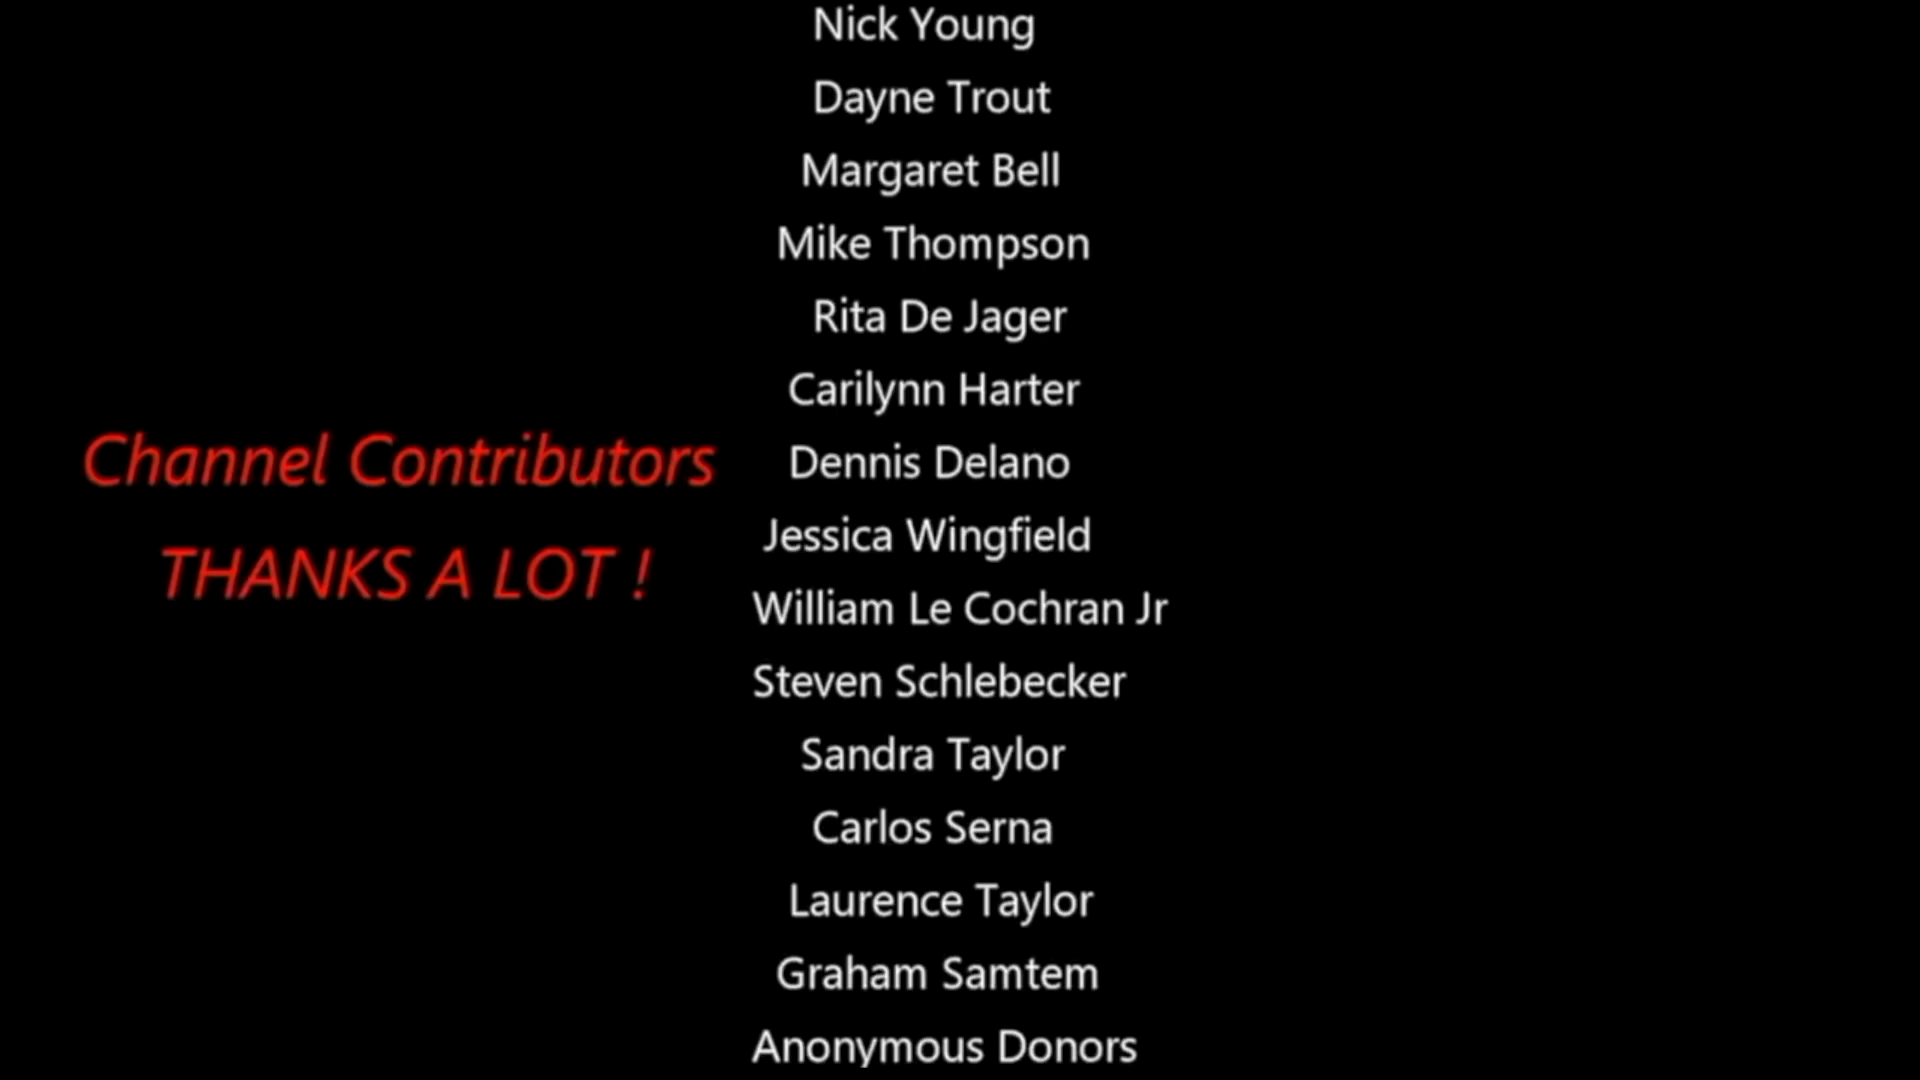 Channel Contributors
THANKS A LOT !
Nick Young
Dayne Trout
Margaret Bell
Mike Thompson
Rita De Jager
Carilynn Harter
Dennis Delano
Jessica Wingfield
William Le Cochran Jr
Steven Schlebecker
Sandra Taylor
Carlos Serna
Laurence Taylor
Graham Samtem
Anonymous Donors